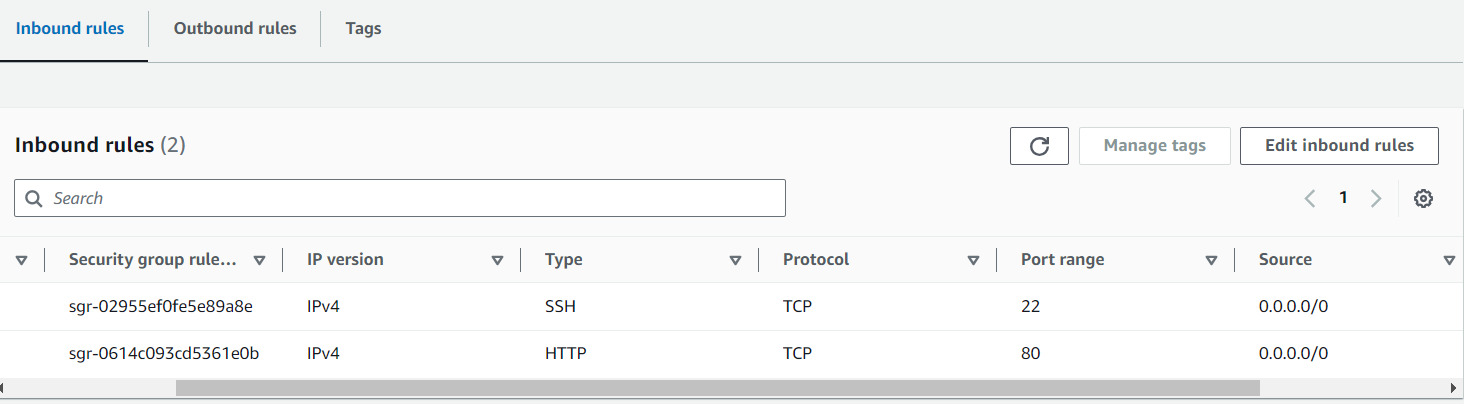 Inbound rules Outbound rules Tags
Inbound rules (2) Manage tags Edit inbound rules
Search 1
Security group rule... IP version Type Protocol Port range Source
sgr-02955ef0fe5e89a8e IPv4 SSH TCP 22 0.0.0.0/0
sgr-0614c093cd5361e0b IPv4 HTTP TCP 80 0.0.0.0/0